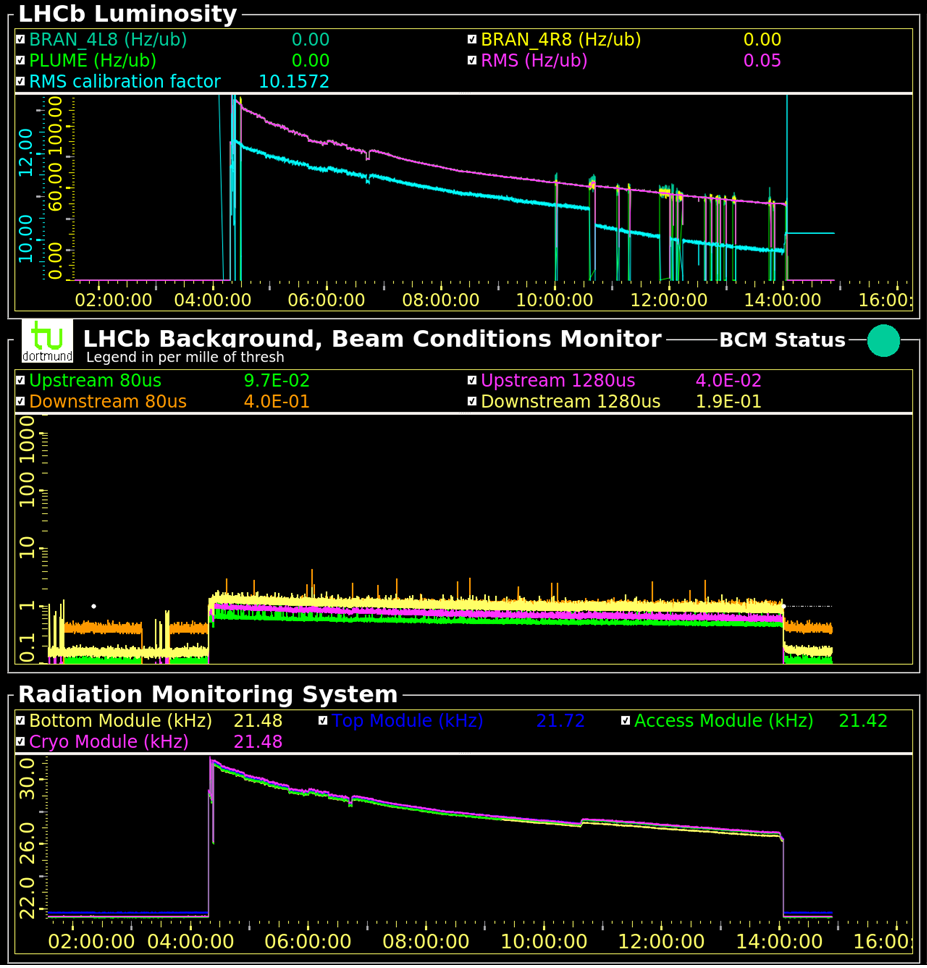 LHCb Luminosity
BRAN_4L8 (Hz/ub) 0.00 BRAN_4R8 (Hz/ub) 0.00
PLUME (Hz/ub) 0.00 RMS (Hz/ub) 0.05
RMS calibration factor 10.1572
10.00 12.00
0.00 60.00 100.00
02:00:00 04:00:00 06:00:00 08:00:00 10:00:00 12:00:00 14:00:00 16:00:
tu
dortmund
LHCb Background, Beam Conditions Monitor BCM Status
Legend in per mille of thresh
Upstream 80us 9.7E-02 Upstream 1280us 4.0E-02
Downstream 80us 4.0E-01 Downstream 1280us 1.9E-01
1000
100
10
1
0.1
Radiation Monitoring System
Bottom Module (kHz) 21.48 Top Module (kHz) 21.72 Access Module (kHz) 21.42
Cryo Module (kHz) 21.48
30.0
26.0
22.0
02:00:00 04:00:00 06:00:00 08:00:00 10:00:00 12:00:00 14:00:00 16:00: